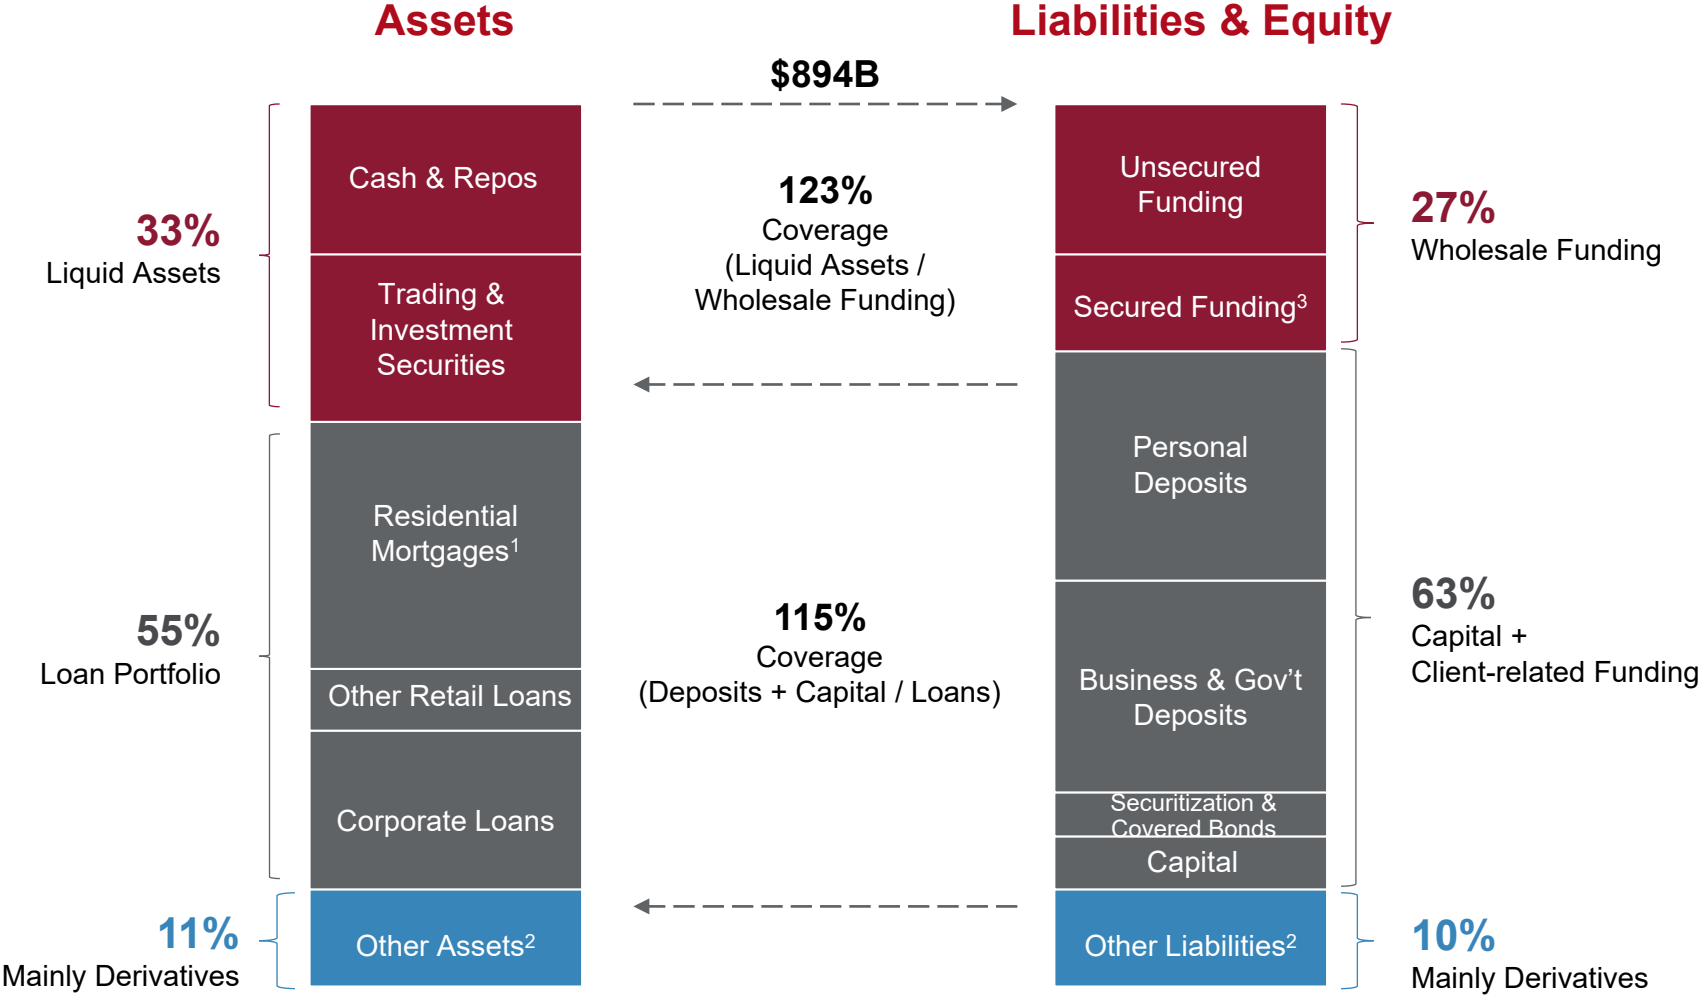 Assets
Liabilities & Equity
$894B
33%
Liquid Assets
55%
Loan Portfolio
11%
Mainly Derivatives
Cash & Repos
Trading &
Investment
Securities
Residential
Mortgages¹
Other Retail Loans
Corporate Loans
Other Assets²
123%
Coverage
(Liquid Assets /
Wholesale Funding)
115%
Coverage
(Deposits + Capital / Loans)
Unsecured
Funding
Secured Funding³
Personal
Deposits
Business & Gov’t
Deposits
Securitization &
Covered Bonds
Capital
Other Liabilities²
27%
Wholesale Funding
63%
Capital +
Client-related Funding
10%
Mainly Derivatives